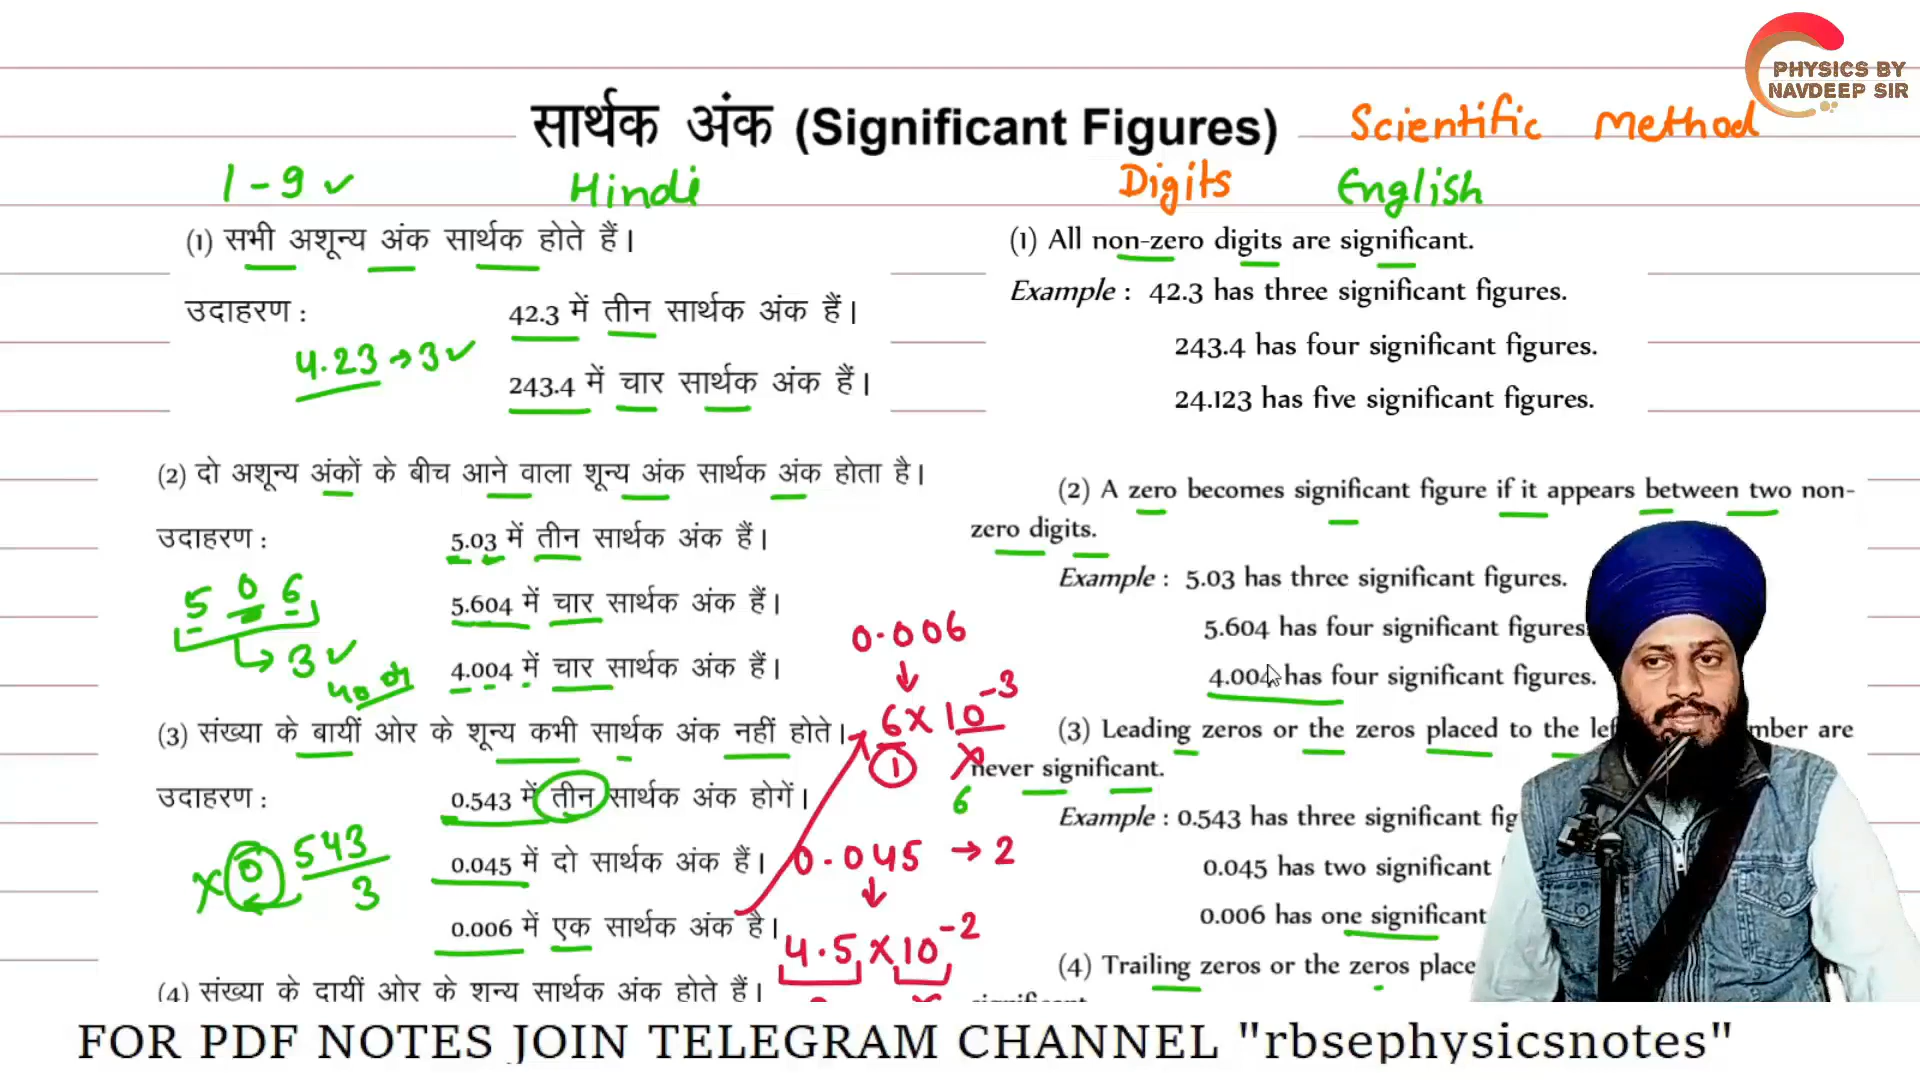 PHYSICS BY
NAVDEEP SIR
सार्थक अंक (Significant Figures)
Scientific Method
1-9 ✓
Hindi
Digits
English
(1) सभी अशून्य अंक सार्थक होते हैं।
उदाहरण :
42.3 में तीन सार्थक अंक हैं।
4.23 → 3 ✓
243.4 में चार सार्थक अंक हैं।
(2) दो अशून्य अंकों के बीच आने वाला शून्य अंक सार्थक अंक होता है।
उदाहरण :
5.03 में तीन सार्थक अंक हैं।
5 0 6
5.604 में चार सार्थक अंक हैं।
3 ✓
4.004 में चार सार्थक अंक हैं।
(3) संख्या के बायीं ओर के शून्य कभी सार्थक अंक नहीं होते।
उदाहरण :
0.543 में तीन सार्थक अंक होगें।
x 0 543
3
0.045 में दो सार्थक अंक हैं।
0.006 में एक सार्थक अंक है।
(4) संख्या के दायीं ओर के शून्य सार्थक अंक होते हैं।
0.006
↓
6 x 10⁻³
1 x
6
0.045 → 2
↓
4.5 x 10⁻²
(1) All non-zero digits are significant.
Example : 42.3 has three significant figures.
243.4 has four significant figures.
24.123 has five significant figures.
(2) A zero becomes significant figure if it appears between two non-
zero digits.
Example : 5.03 has three significant figures.
5.604 has four significant figures
4.004 has four significant figures.
(3) Leading zeros or the zeros placed to the lef mber are
never significant.
Example : 0.543 has three significant fig
0.045 has two significant
0.006 has one significant
(4) Trailing zeros or the zeros place
FOR PDF NOTES JOIN TELEGRAM CHANNEL "rbsephysicsnotes"